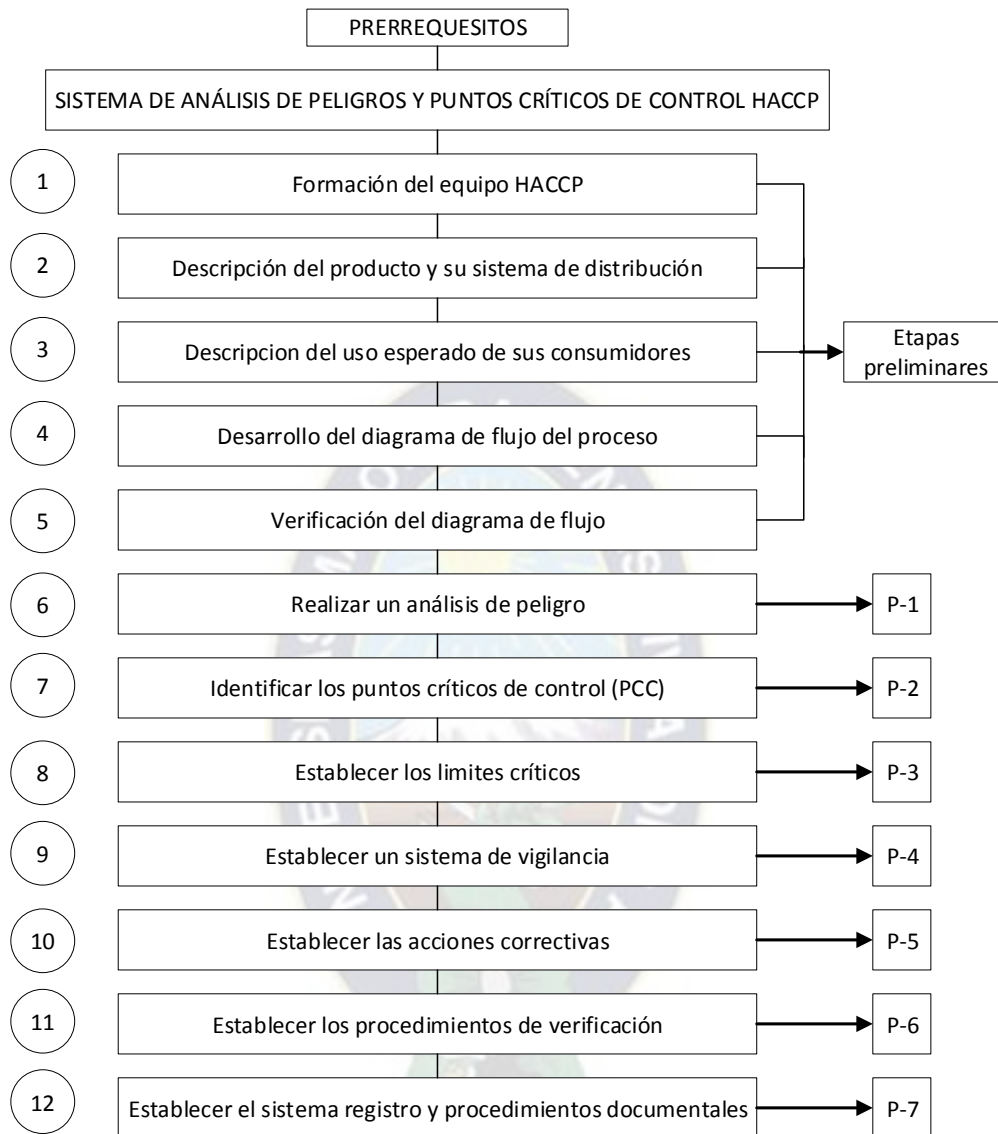 PRERREQUESITOS
SISTEMA DE ANÁLISIS DE PELIGROS Y PUNTOS CRÍTICOS DE CONTROL HACCP
1
Formación del equipo HACCP
2
Descripción del producto y su sistema de distribución
3
Descripcion del uso esperado de sus consumidores
Etapas
preliminares
4
Desarrollo del diagrama de flujo del proceso
5
Verificación del diagrama de flujo
6
Realizar un análisis de peligro
P-1
7
Identificar los puntos críticos de control (PCC)
P-2
8
Establecer los limites críticos
P-3
9
Establecer un sistema de vigilancia
P-4
10
Establecer las acciones correctivas
P-5
11
Establecer los procedimientos de verificación
P-6
12
Establecer el sistema registro y procedimientos documentales
P-7